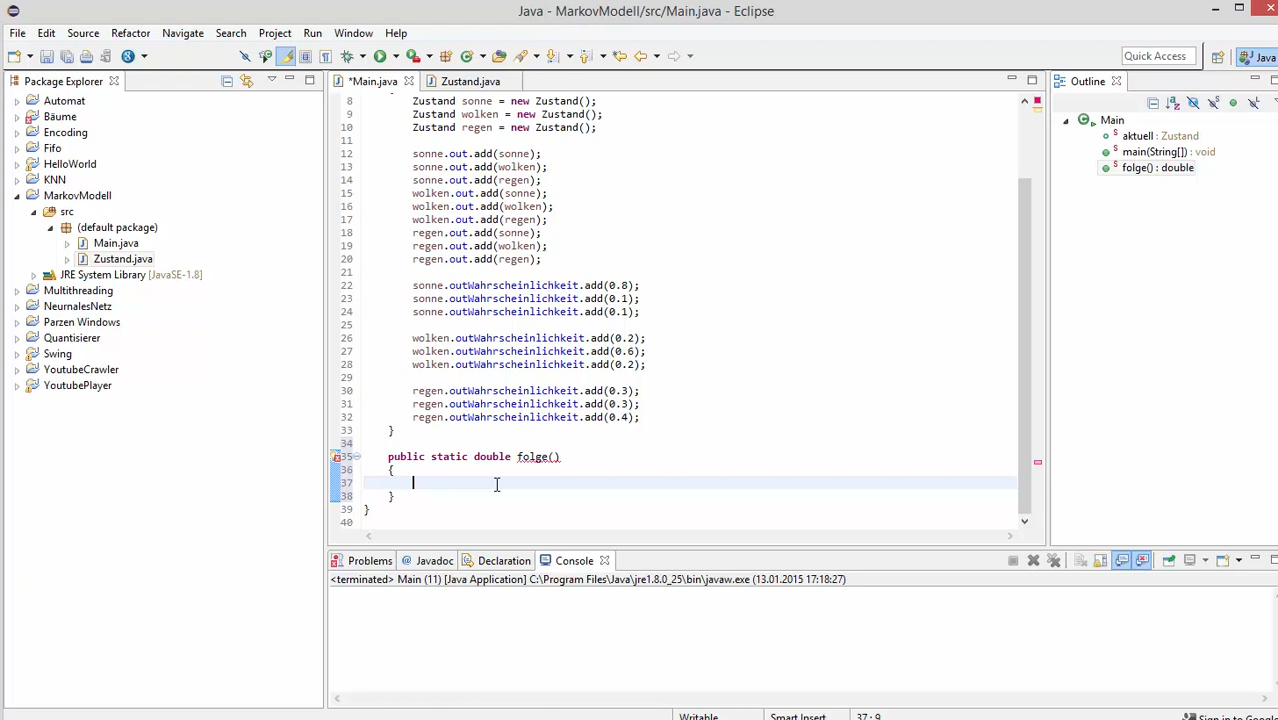 Java - MarkovModell/src/Main.java - Eclipse
File Edit Source Refactor Navigate Search Project Run Window Help
Quick Access
Java
Package Explorer
*Main.java
Zustand.java
Outline
Automat
Bäume
Encoding
Fifo
HelloWorld
KNN
MarkovModell
src
(default package)
Main.java
Zustand.java
JRE System Library [JavaSE-1.8]
Multithreading
NeurnalesNetz
Parzen Windows
Quantisierer
Swing
YoutubeCrawler
YoutubePlayer
8 Zustand sonne = new Zustand();
9 Zustand wolken = new Zustand();
10 Zustand regen = new Zustand();
11
12 sonne.out.add(sonne);
13 sonne.out.add(wolken);
14 sonne.out.add(regen);
15 wolken.out.add(sonne);
16 wolken.out.add(wolken);
17 wolken.out.add(regen);
18 regen.out.add(sonne);
19 regen.out.add(wolken);
20 regen.out.add(regen);
21
22 sonne.outWahrscheinlichkeit.add(0.8);
23 sonne.outWahrscheinlichkeit.add(0.1);
24 sonne.outWahrscheinlichkeit.add(0.1);
25
26 wolken.outWahrscheinlichkeit.add(0.2);
27 wolken.outWahrscheinlichkeit.add(0.6);
28 wolken.outWahrscheinlichkeit.add(0.2);
29
30 regen.outWahrscheinlichkeit.add(0.3);
31 regen.outWahrscheinlichkeit.add(0.3);
32 regen.outWahrscheinlichkeit.add(0.4);
33 }
34
35 public static double folge()
36 {
37
38 }
39 }
40
Main
aktuell : Zustand
main(String[]) : void
folge() : double
Problems Javadoc Declaration Console
<terminated> Main (11) [Java Application] C:\Program Files\Java\jre1.8.0_25\bin\javaw.exe (13.01.2015 17:18:27)
Writable Smart Insert 37 : 9 Sign in to Google